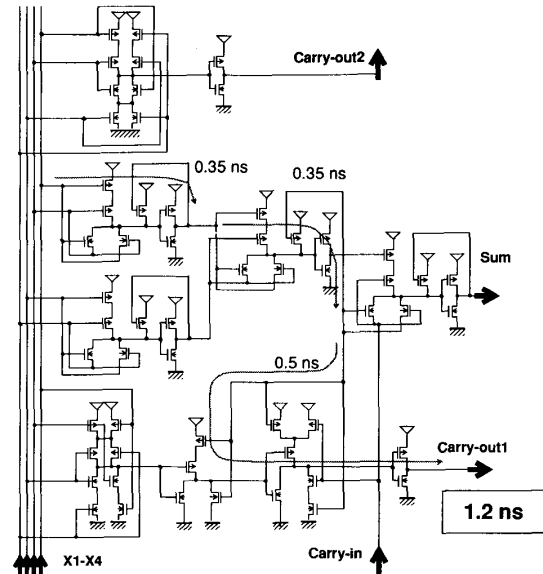 Carry-out2
0.35 ns
0.35 ns
Sum
0.5 ns
Carry-out1
1.2 ns
X1-X4
Carry-in